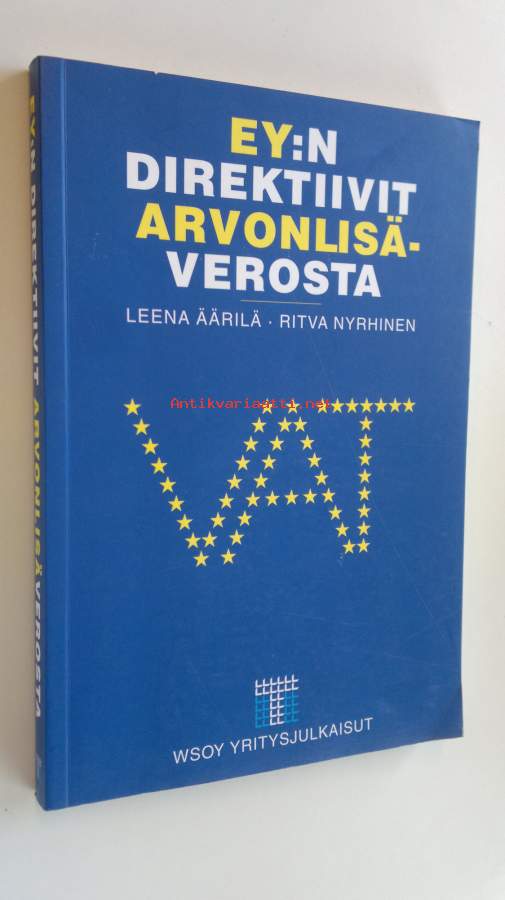 EY:N
DIREKTIIVIT
ARVONLISÄ-
VEROSTA
LEENA ÄÄRILÄ · RITVA NYRHINEN
Antikvariaatti.net
VAT
WSOY YRITYSJULKAISUT
EY:N DIREKTIIVIT ARVONLISÄVEROSTA